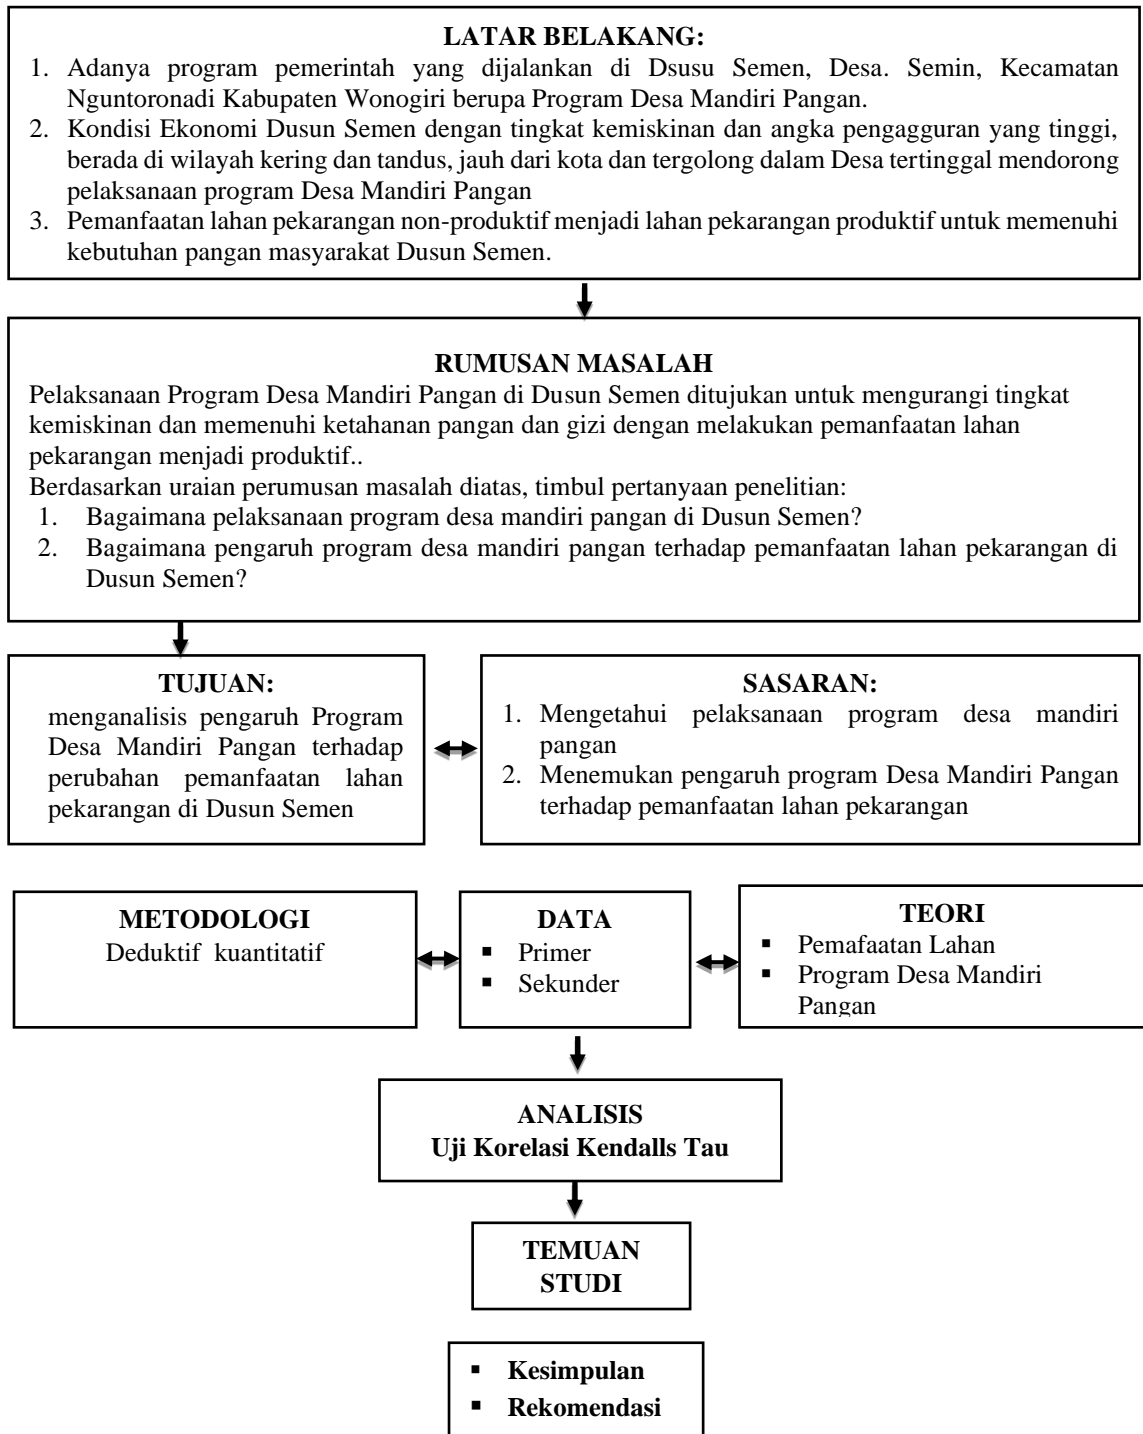 LATAR BELAKANG:
1. Adanya program pemerintah yang dijalankan di Dsusu Semen, Desa. Semin, Kecamatan
Nguntoronadi Kabupaten Wonogiri berupa Program Desa Mandiri Pangan.
2. Kondisi Ekonomi Dusun Semen dengan tingkat kemiskinan dan angka pengagguran yang tinggi,
berada di wilayah kering dan tandus, jauh dari kota dan tergolong dalam Desa tertinggal mendorong
pelaksanaan program Desa Mandiri Pangan
3. Pemanfaatan lahan pekarangan non-produktif menjadi lahan pekarangan produktif untuk memenuhi
kebutuhan pangan masyarakat Dusun Semen.
RUMUSAN MASALAH
Pelaksanaan Program Desa Mandiri Pangan di Dusun Semen ditujukan untuk mengurangi tingkat
kemiskinan dan memenuhi ketahanan pangan dan gizi dengan melakukan pemanfaatan lahan
pekarangan menjadi produktif..
Berdasarkan uraian perumusan masalah diatas, timbul pertanyaan penelitian:
1. Bagaimana pelaksanaan program desa mandiri pangan di Dusun Semen?
2. Bagaimana pengaruh program desa mandiri pangan terhadap pemanfaatan lahan pekarangan di
Dusun Semen?
TUJUAN:
menganalisis pengaruh Program
Desa Mandiri Pangan terhadap
perubahan pemanfaatan lahan
pekarangan di Dusun Semen
SASARAN:
1. Mengetahui pelaksanaan program desa mandiri
pangan
2. Menemukan pengaruh program Desa Mandiri Pangan
terhadap pemanfaatan lahan pekarangan
METODOLOGI
Deduktif kuantitatif
DATA
▪ Primer
▪ Sekunder
TEORI
▪ Pemafaatan Lahan
▪ Program Desa Mandiri
Pangan
ANALISIS
Uji Korelasi Kendalls Tau
TEMUAN
STUDI
▪ Kesimpulan
▪ Rekomendasi